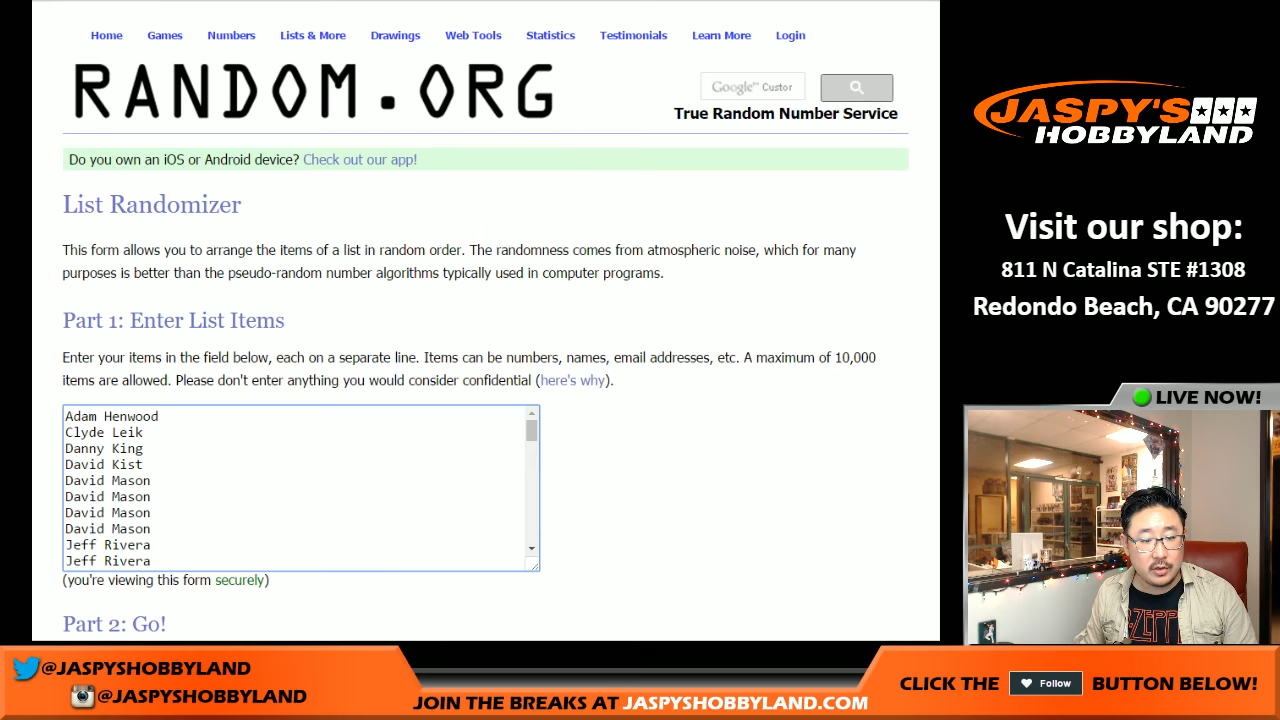 Home Games Numbers Lists & More Drawings Web Tools Statistics Testimonials Learn More Login
RANDOM.ORG
Google™ Custor
True Random Number Service
Do you own an iOS or Android device? Check out our app!
List Randomizer
This form allows you to arrange the items of a list in random order. The randomness comes from atmospheric noise, which for many
purposes is better than the pseudo-random number algorithms typically used in computer programs.
Part 1: Enter List Items
Enter your items in the field below, each on a separate line. Items can be numbers, names, email addresses, etc. A maximum of 10,000
items are allowed. Please don't enter anything you would consider confidential (here's why).
Adam Henwood
Clyde Leik
Danny King
David Kist
David Mason
David Mason
David Mason
David Mason
Jeff Rivera
Jeff Rivera
(you're viewing this form securely)
Part 2: Go!
JASPY'S
HOBBYLAND
Visit our shop:
811 N Catalina STE #1308
Redondo Beach, CA 90277
LIVE NOW!
@JASPYSHOBBYLAND
@JASPYSHOBBYLAND
JOIN THE BREAKS AT JASPYSHOBBYLAND.COM
CLICK THE Follow BUTTON BELOW!